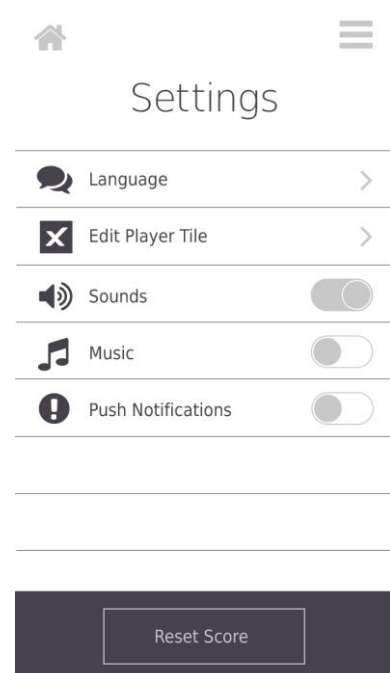 Settings
Language
Edit Player Tile
Sounds
Music
Push Notifications
Reset Score